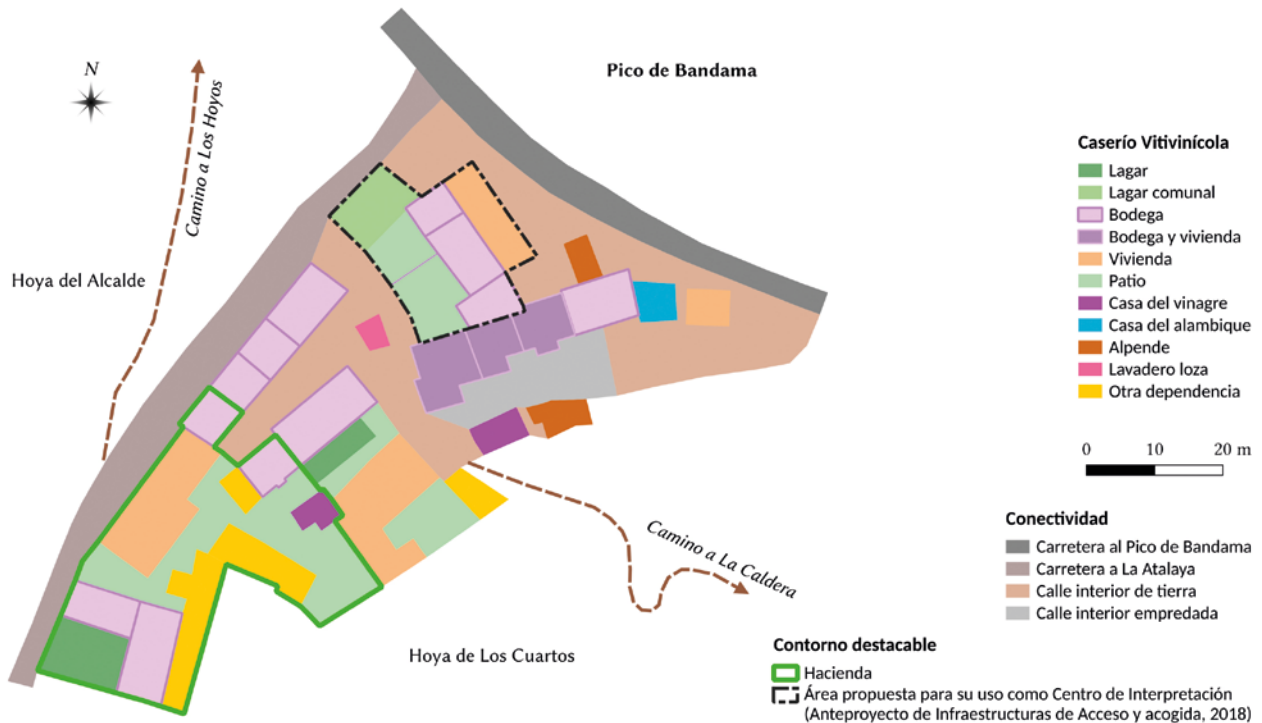 Pico de Bandama
N
Camino a Los Hoyos
Hoya del Alcalde
Camino a La Caldera
Hoya de Los Cuartos
Caserío Vitivinícola
Lagar
Lagar comunal
Bodega
Bodega y vivienda
Vivienda
Patio
Casa del vinagre
Casa del alambique
Alpende
Lavadero loza
Otra dependencia
0 10 20 m
Conectividad
Carretera al Pico de Bandama
Carretera a La Atalaya
Calle interior de tierra
Calle interior empedrada
Contorno destacable
Hacienda
Área propuesta para su uso como Centro de Interpretación
(Anteproyecto de Infraestructuras de Acceso y acogida, 2018)